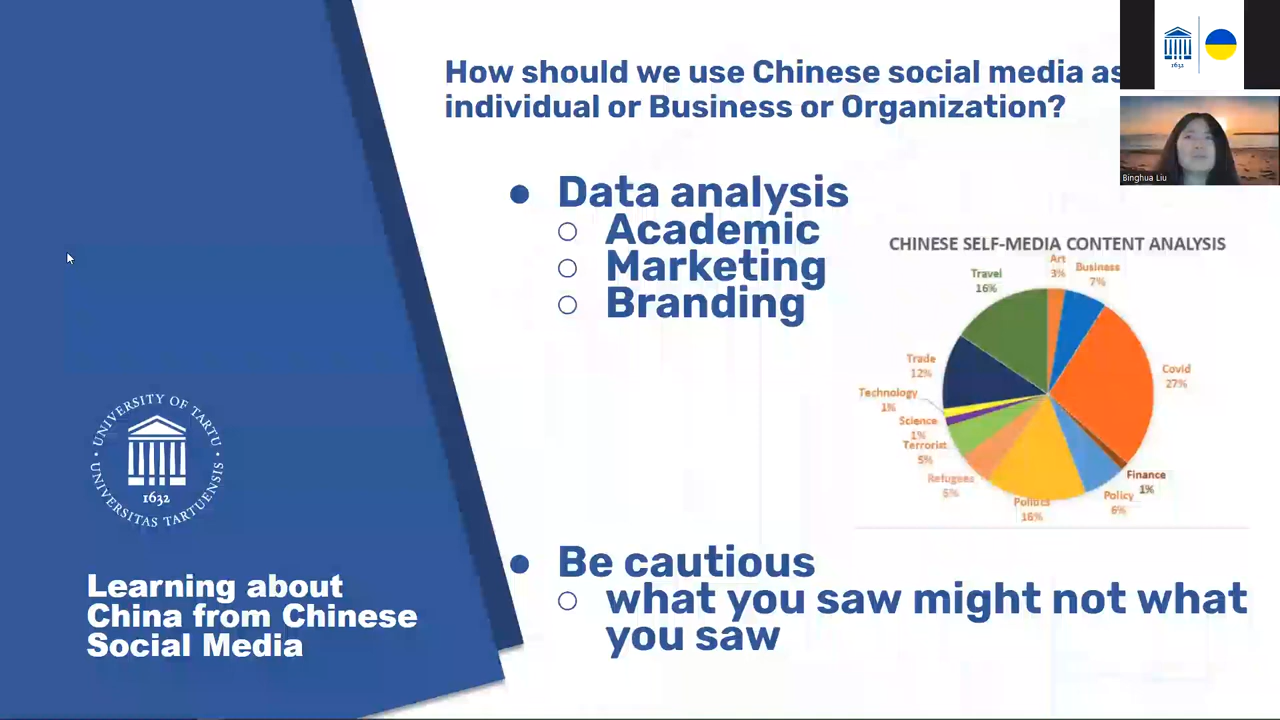 How should we use Chinese social media as
individual or Business or Organization?
1632
Binghua Liu
● Data analysis
○ Academic
○ Marketing
○ Branding
CHINESE SELF-MEDIA CONTENT ANALYSIS
Art
3%
Business
7%
Travel
16%
Covid
27%
Trade
12%
Technology
1%
Science
1%
Terrorist
5%
Refugees
Finance
1%
Policy
6%
Politics
16%
UNIVERSITY OF TARTU
1632
UNIVERSITAS TARTUENSIS
● Be cautious
○ what you saw might not what
you saw
Learning about
China from Chinese
Social Media